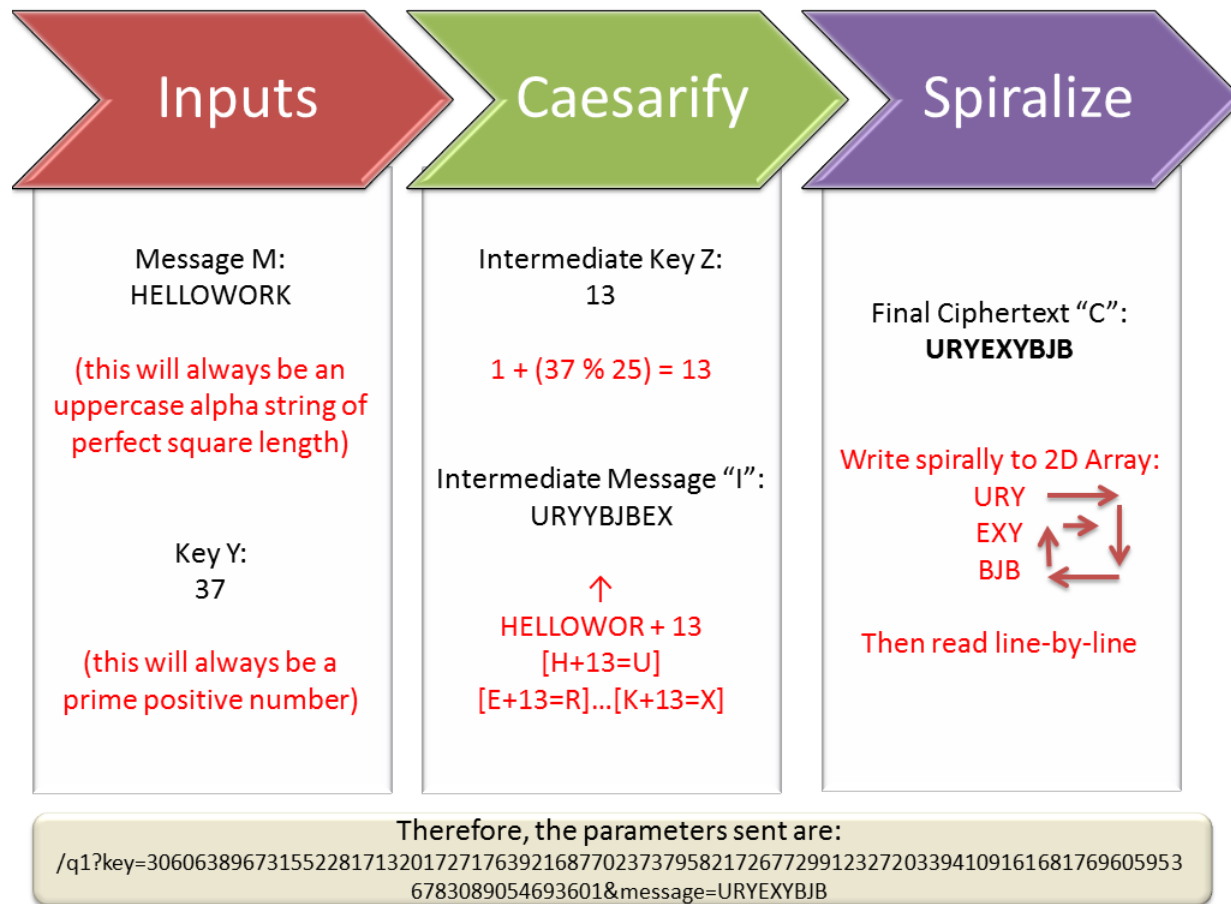 Inputs
Caesarify
Spiralize
Message M:
HELLOWORK
(this will always be an
uppercase alpha string of
perfect square length)
Key Y:
37
(this will always be a
prime positive number)
Intermediate Key Z:
13
1 + (37 % 25) = 13
Intermediate Message “I”:
URYYBJBEX
↑
HELLOWOR + 13
[H+13=U]
[E+13=R]...[K+13=X]
Final Ciphertext “C”:
URYEXYBJB
Write spirally to 2D Array:
URY
EXY
BJB
Then read line-by-line
Therefore, the parameters sent are:
/q1?key=306063896731552281713201727176392168770237379582172677299123272033941091616817696059536
783089054693601&message=URYEXYBJB